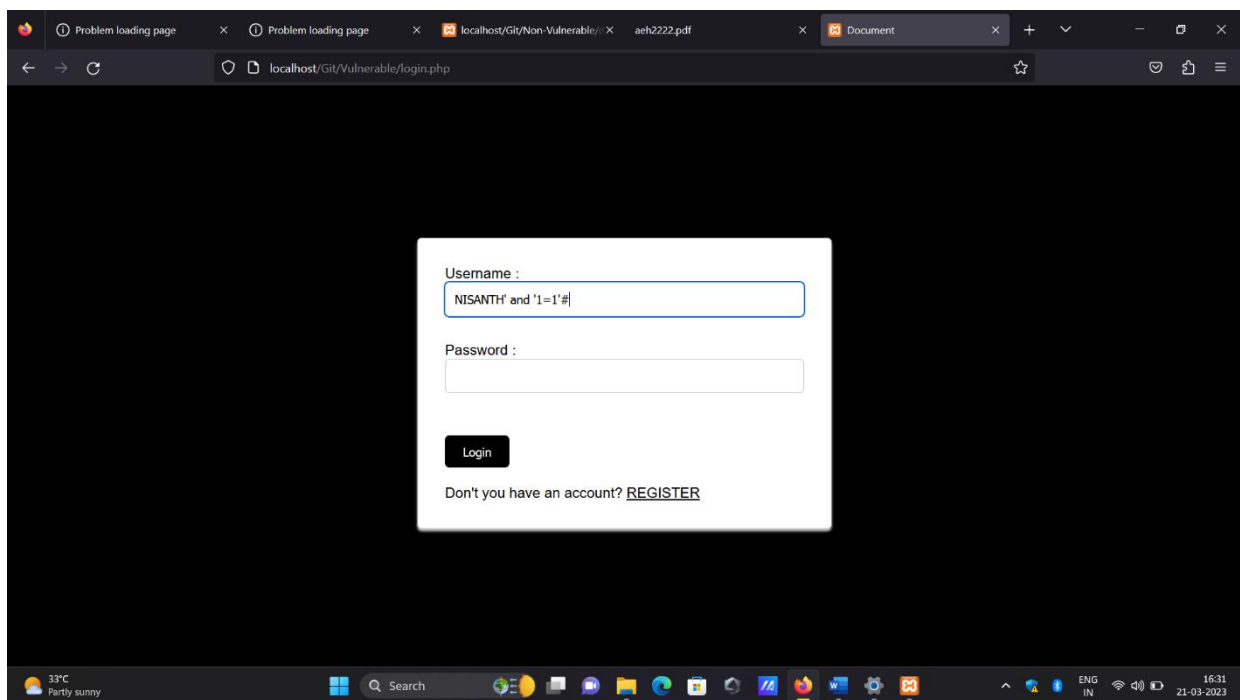 Problem loading page
Problem loading page
localhost/Git/Non-Vulnerable/
aeh2222.pdf
Document
localhost/Git/Vulnerable/login.php
Username :
NISANTH' and '1=1'#
Password :
Login
Don't you have an account? REGISTER
33°C
Partly sunny
Search
ENG
IN
16:31
21-03-2023